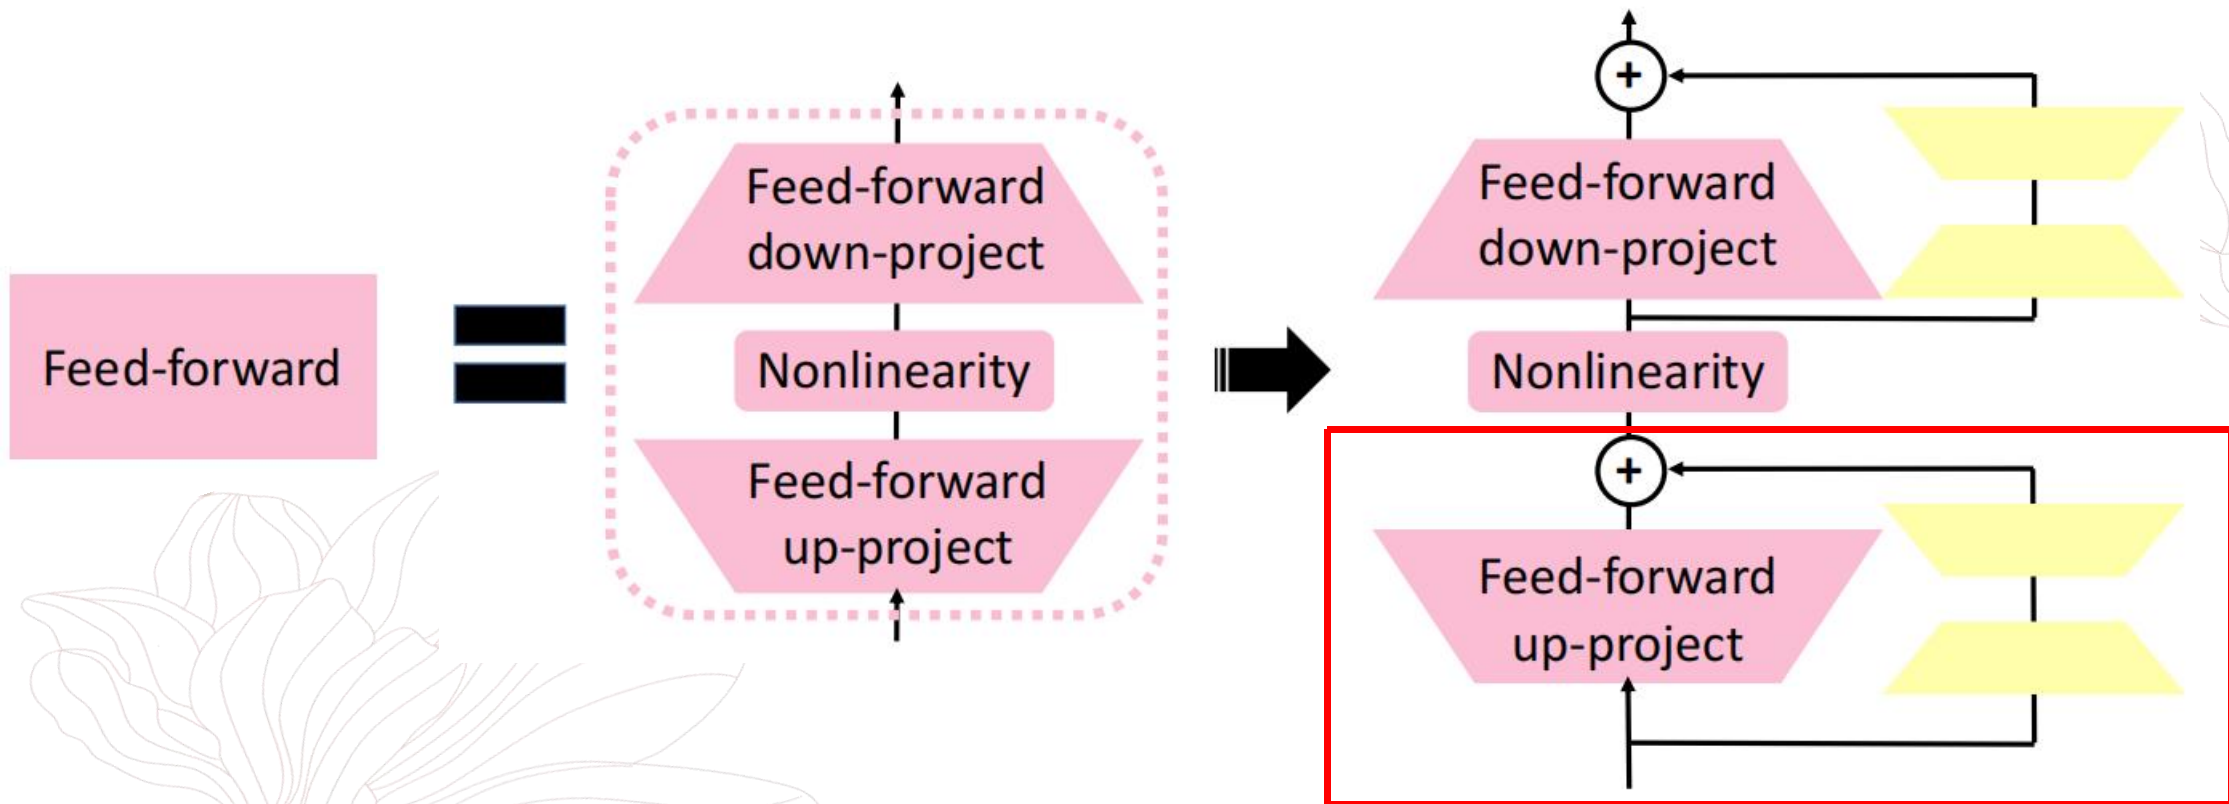 Feed-forward
Feed-forward
down-project
Nonlinearity
Feed-forward
up-project
+
Feed-forward
down-project
Nonlinearity
+
Feed-forward
up-project